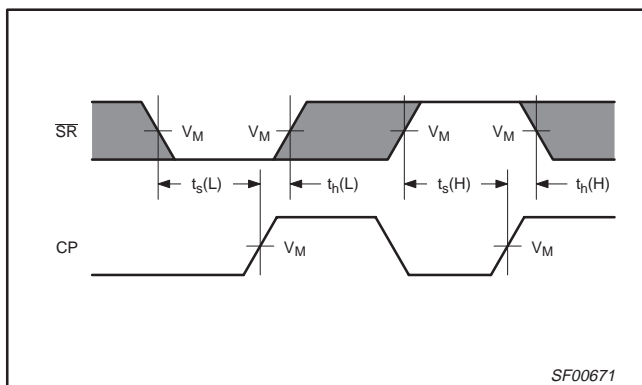 SR
V_M V_M V_M V_M
t_s(L) t_h(L) t_s(H) t_h(H)
CP
V_M V_M
SF00671